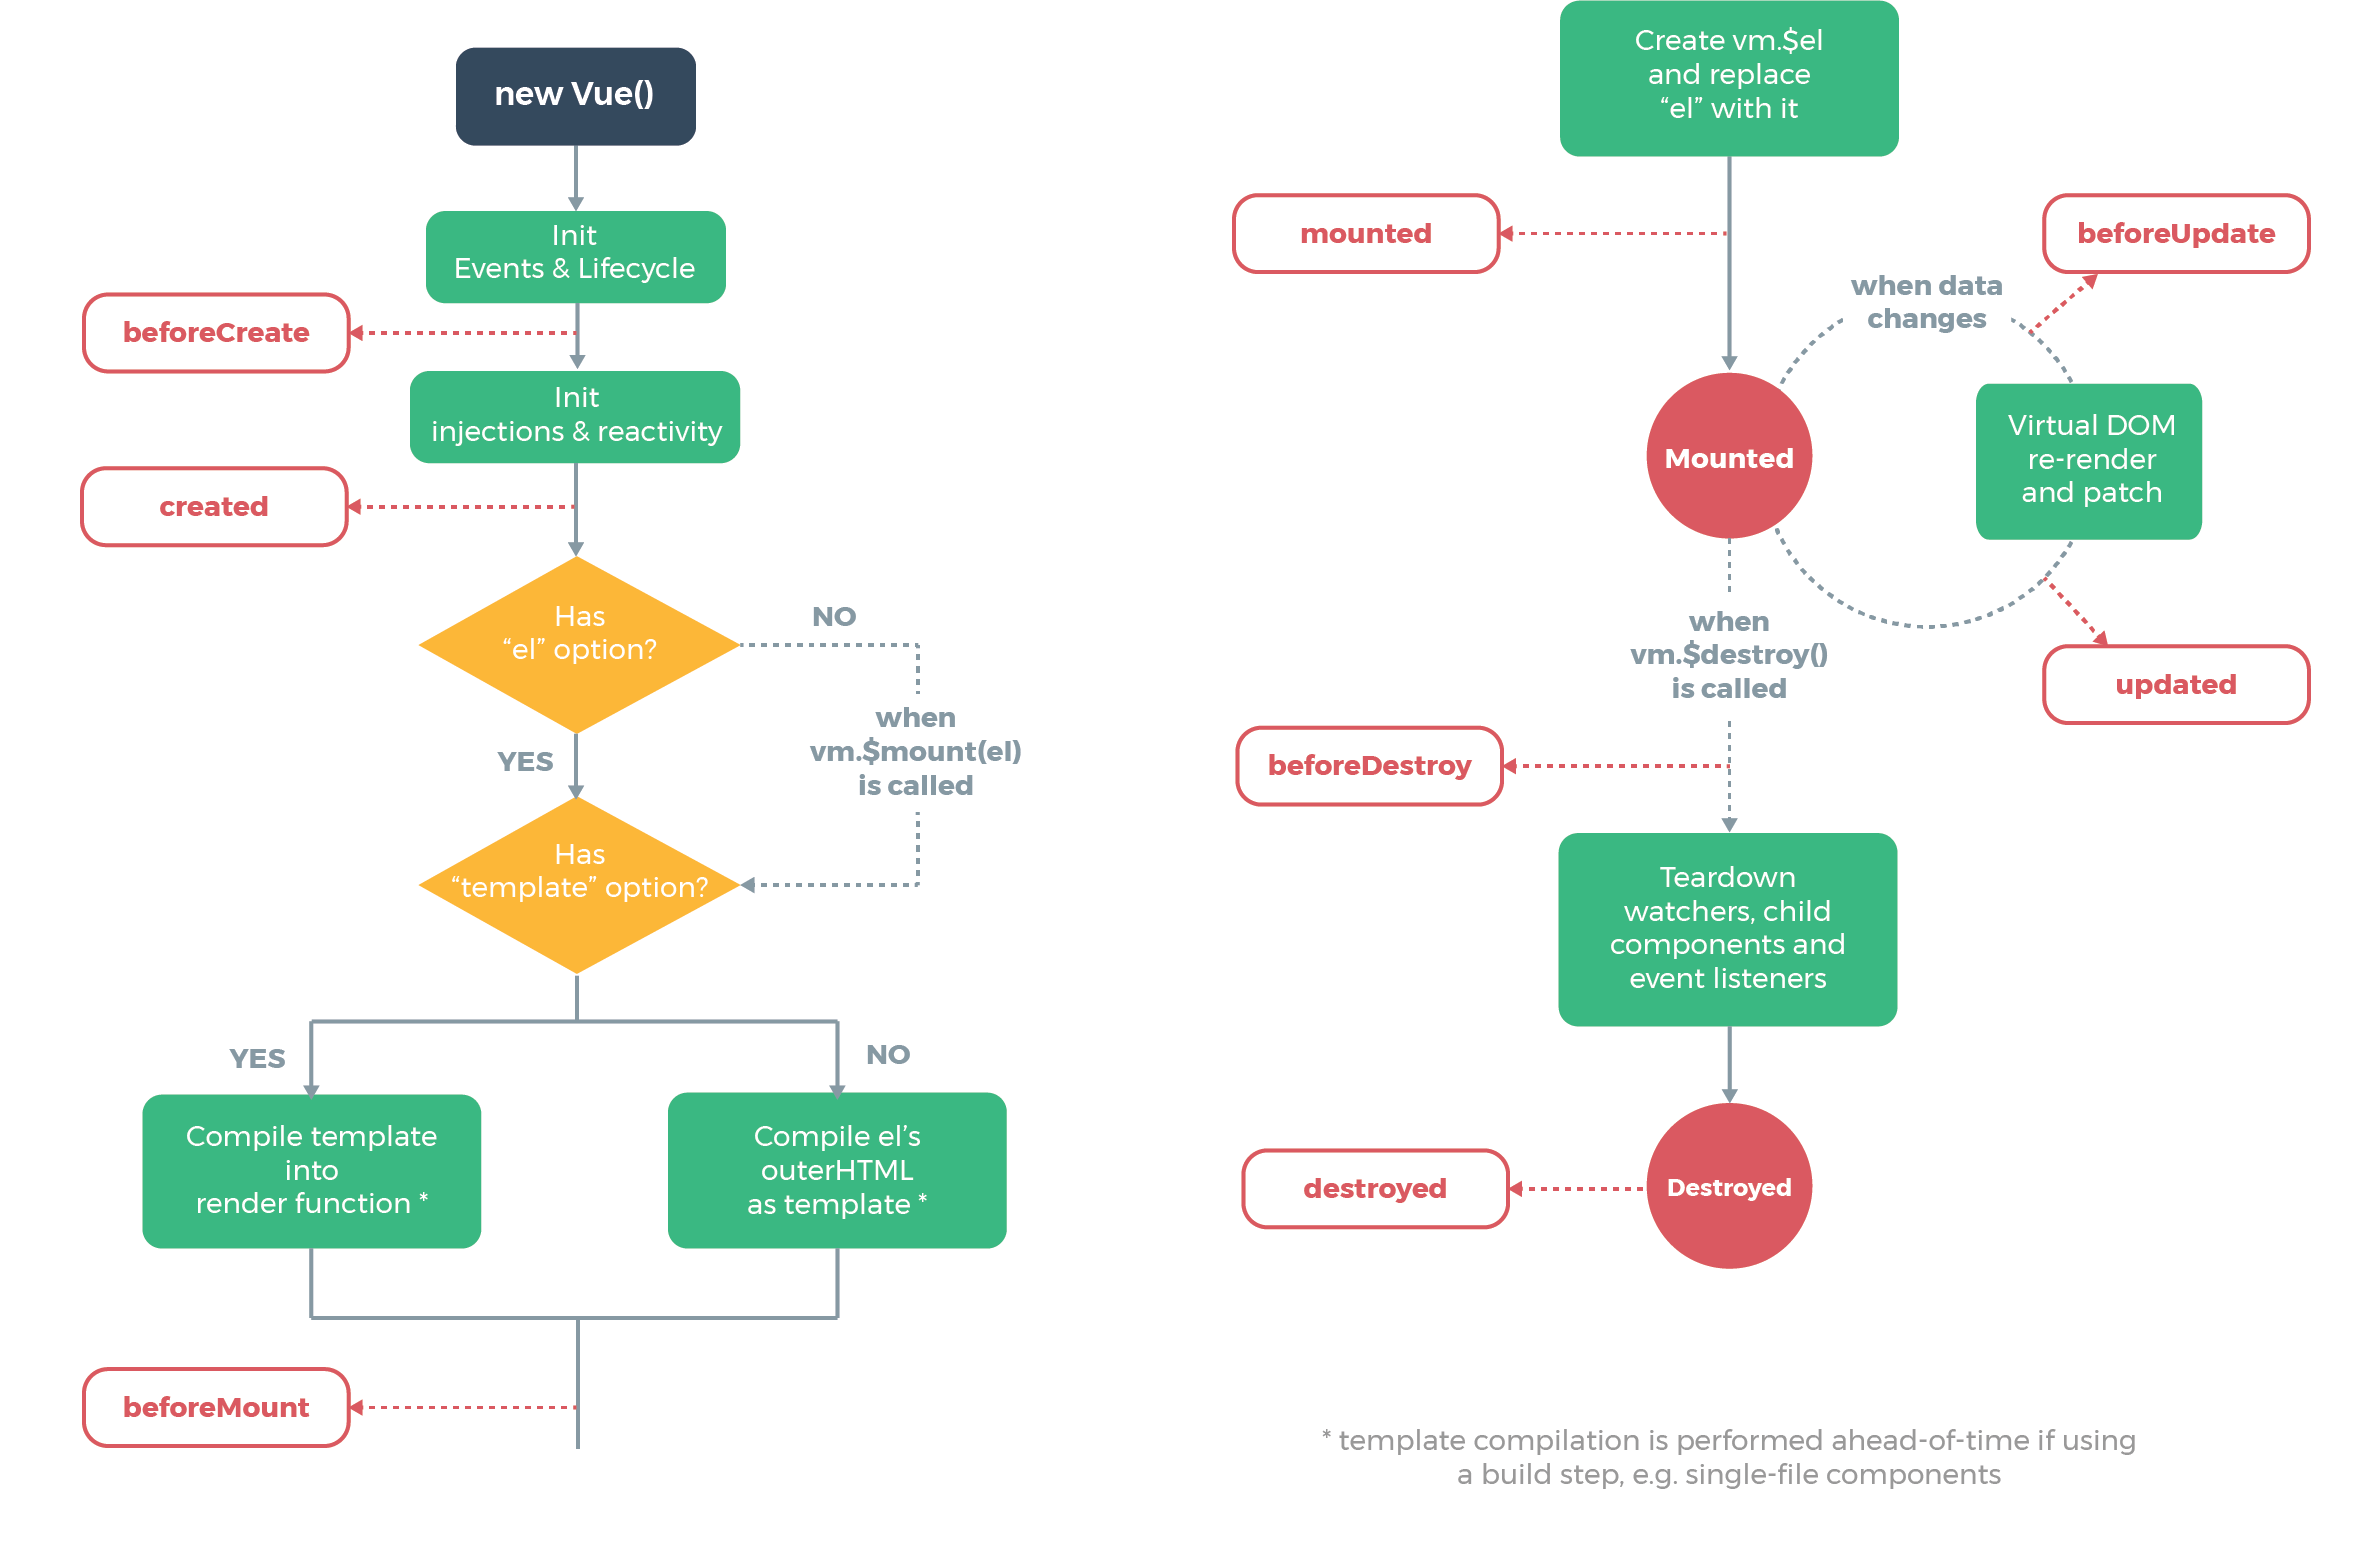 new Vue()
Init
Events & Lifecycle
beforeCreate
Init
injections & reactivity
created
Has
“el” option?
NO
YES
when
vm.$mount(el)
is called
Has
“template” option?
YES
NO
Compile template
into
render function *
Compile el’s
outerHTML
as template *
beforeMount
Create vm.$el
and replace
“el” with it
mounted
beforeUpdate
when data
changes
Mounted
Virtual DOM
re-render
and patch
when
vm.$destroy()
is called
updated
beforeDestroy
Teardown
watchers, child
components and
event listeners
destroyed
Destroyed
* template compilation is performed ahead-of-time if using
a build step, e.g. single-file components